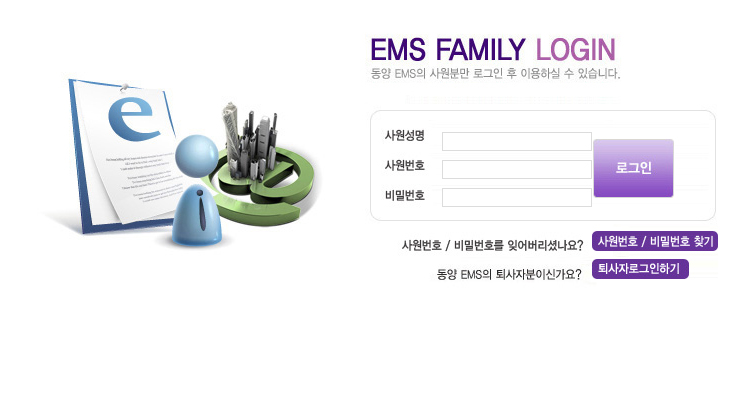 EMS FAMILY LOGIN
동양 EMS의 사원분만 로그인 후 이용하실 수 있습니다.
e
사원성명
사원번호
로그인
비밀번호
사원번호 / 비밀번호를 잊어버리셨나요?
사원번호 / 비밀번호 찾기
동양 EMS의 퇴사자분이신가요?
퇴사자로그인하기